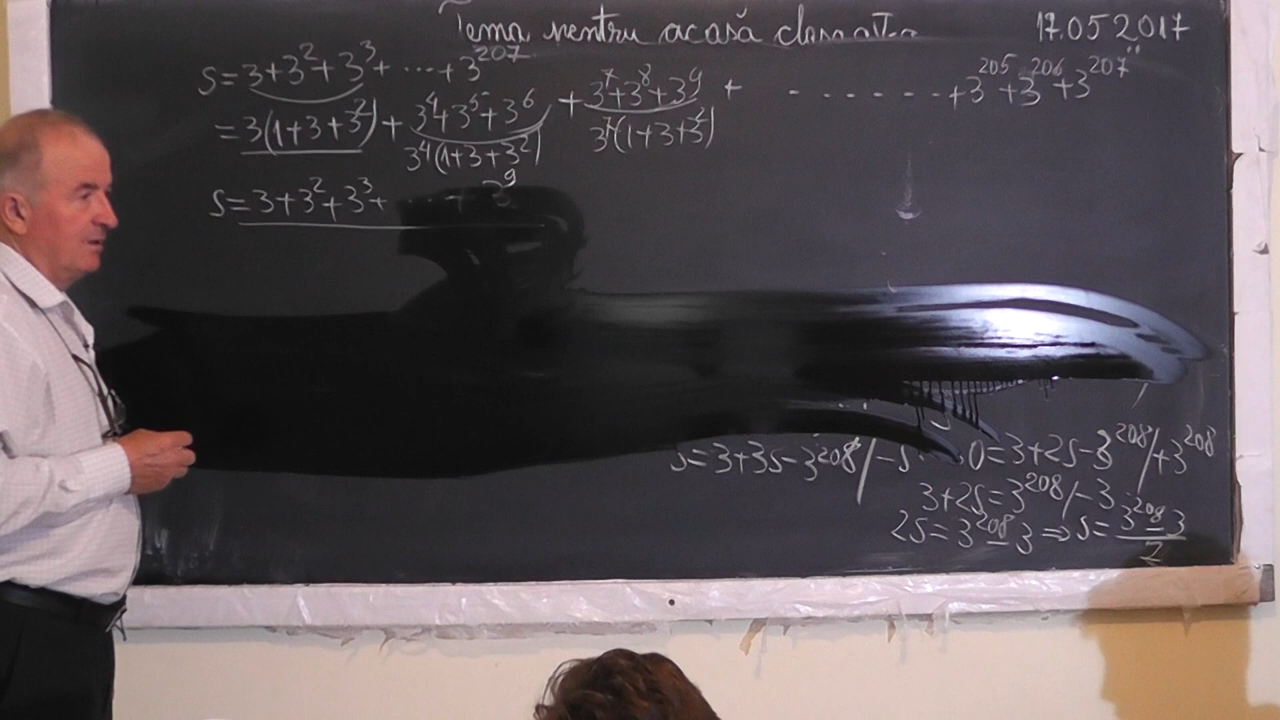 Tema pentru acasă clasa a V-a 17.05 2017
S=3+3²+3³+ ... +3²⁰⁷
=3(1+3+3²)+3⁴+3⁵+3⁶+3⁷+3⁸+3⁹+ . - - - - - - +3²⁰⁵+3²⁰⁶+3²⁰⁷
3⁴(1+3+3²) 3⁷(1+3+3²)
S=3+3²+3³+
S=3+3S-3²⁰⁸/-S 0=3+2S-3²⁰⁸/+3²⁰⁸
3+2S=3²⁰⁸/-3
2S=3²⁰⁸-3⇒S=(3²⁰⁸-3)/2